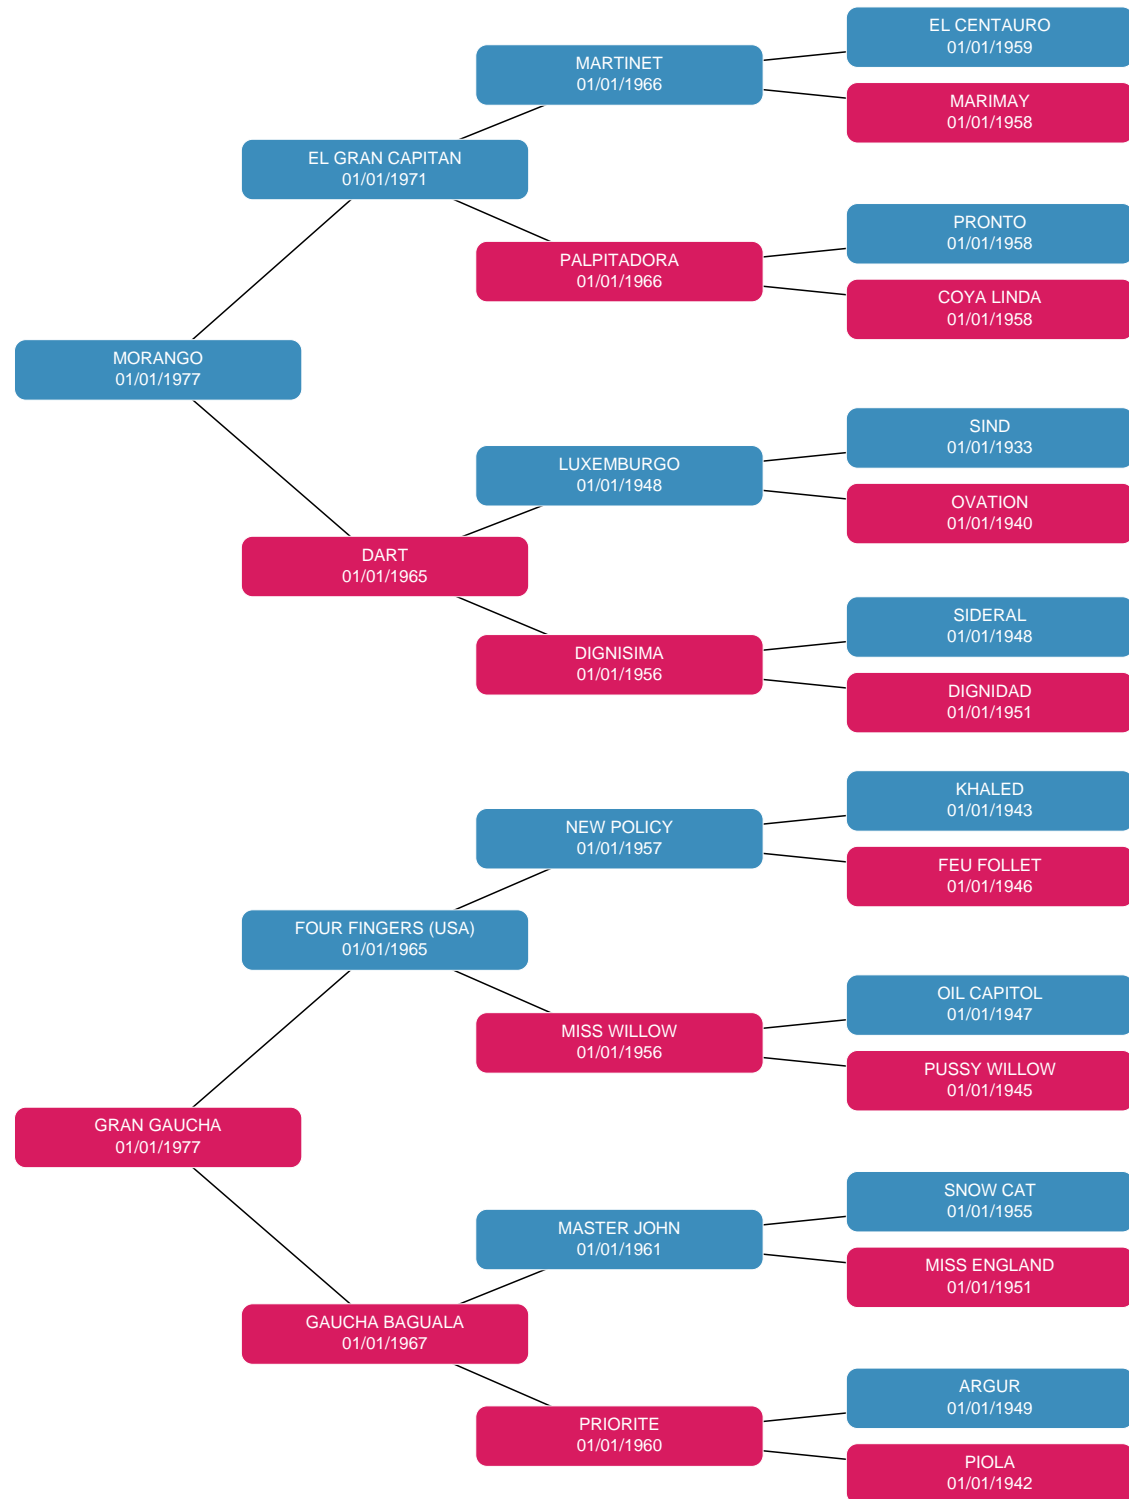 EL CENTAURO
01/01/1959
MARTINET
01/01/1966
MARIMAY
01/01/1958
EL GRAN CAPITAN
01/01/1971
PRONTO
01/01/1958
PALPITADORA
01/01/1966
COYA LINDA
01/01/1958
MORANGO
01/01/1977
SIND
01/01/1933
LUXEMBURGO
01/01/1948
OVATION
01/01/1940
DART
01/01/1965
SIDERAL
01/01/1948
DIGNISIMA
01/01/1956
DIGNIDAD
01/01/1951
KHALED
01/01/1943
NEW POLICY
01/01/1957
FEU FOLLET
01/01/1946
FOUR FINGERS (USA)
01/01/1965
OIL CAPITOL
01/01/1947
MISS WILLOW
01/01/1956
PUSSY WILLOW
01/01/1945
GRAN GAUCHA
01/01/1977
SNOW CAT
01/01/1955
MASTER JOHN
01/01/1961
MISS ENGLAND
01/01/1951
GAUCHA BAGUALA
01/01/1967
ARGUR
01/01/1949
PRIORITE
01/01/1960
PIOLA
01/01/1942